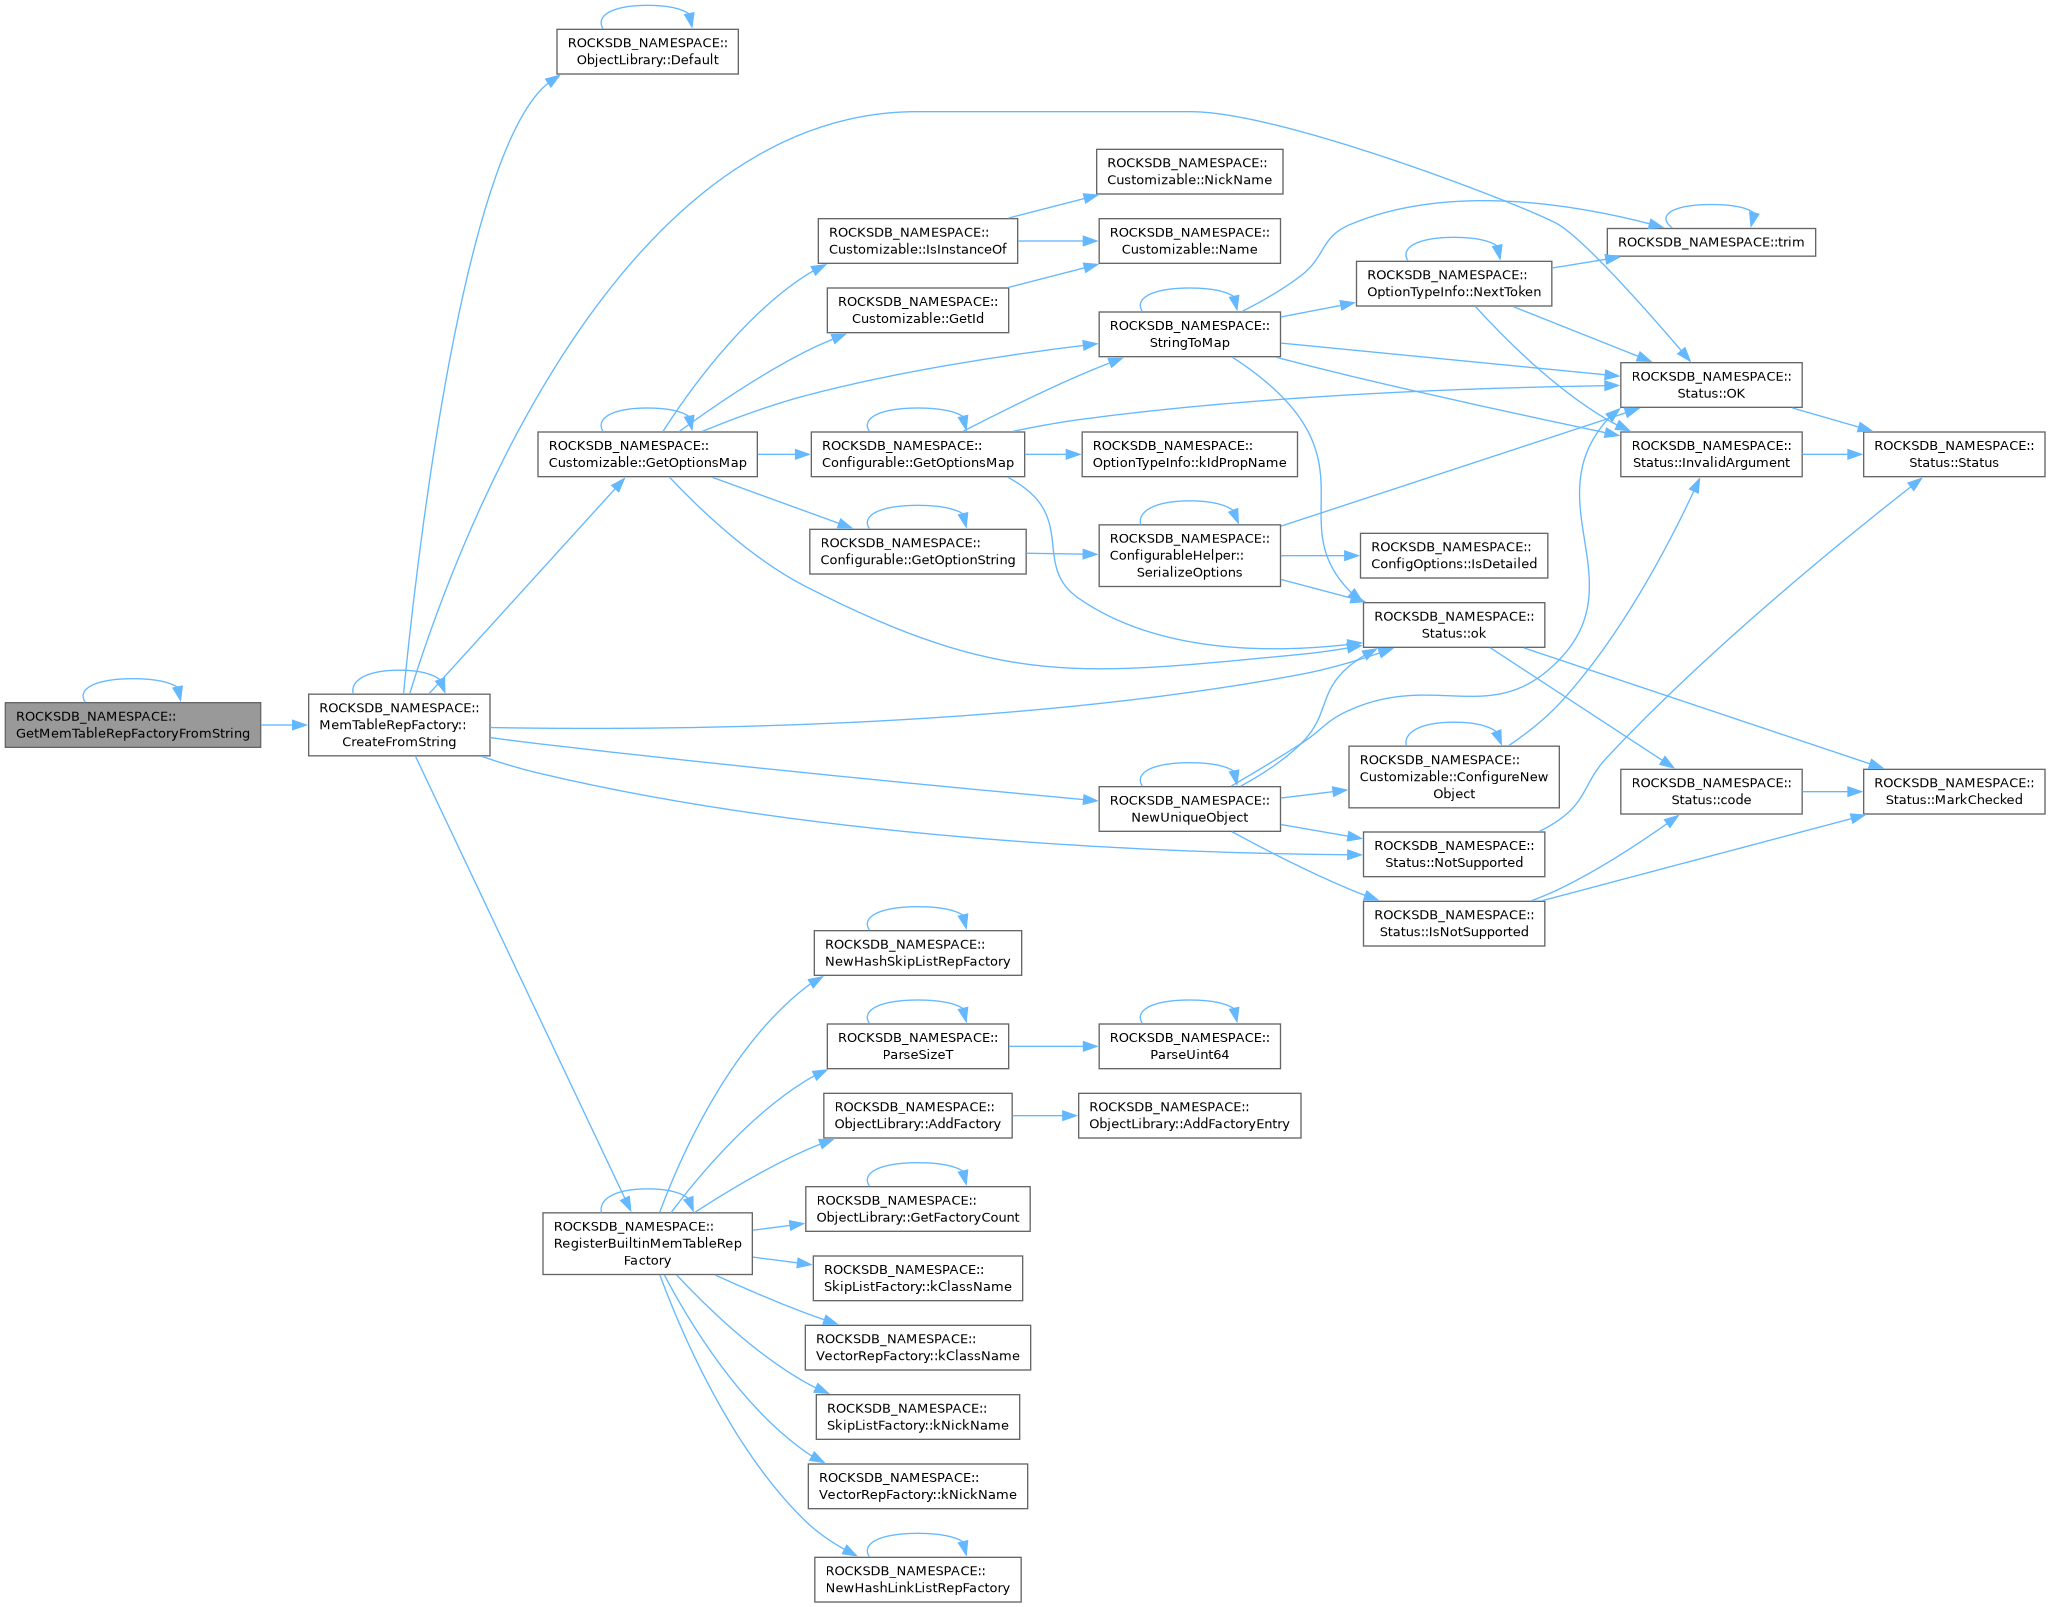 ROCKSDB_NAMESPACE::
ObjectLibrary::Default
ROCKSDB_NAMESPACE::
Customizable::NickName
ROCKSDB_NAMESPACE::
Customizable::IsInstanceOf
ROCKSDB_NAMESPACE::
Customizable::Name
ROCKSDB_NAMESPACE::trim
ROCKSDB_NAMESPACE::
OptionTypeInfo::NextToken
ROCKSDB_NAMESPACE::
Customizable::GetId
ROCKSDB_NAMESPACE::
StringToMap
ROCKSDB_NAMESPACE::
Status::OK
ROCKSDB_NAMESPACE::
Customizable::GetOptionsMap
ROCKSDB_NAMESPACE::
Configurable::GetOptionsMap
ROCKSDB_NAMESPACE::
OptionTypeInfo::kIdPropName
ROCKSDB_NAMESPACE::
Status::InvalidArgument
ROCKSDB_NAMESPACE::
Status::Status
ROCKSDB_NAMESPACE::
Configurable::GetOptionString
ROCKSDB_NAMESPACE::
ConfigurableHelper::
SerializeOptions
ROCKSDB_NAMESPACE::
ConfigOptions::IsDetailed
ROCKSDB_NAMESPACE::
Status::ok
ROCKSDB_NAMESPACE::
GetMemTableRepFactoryFromString
ROCKSDB_NAMESPACE::
MemTableRepFactory::
CreateFromString
ROCKSDB_NAMESPACE::
NewUniqueObject
ROCKSDB_NAMESPACE::
Customizable::ConfigureNew
Object
ROCKSDB_NAMESPACE::
Status::code
ROCKSDB_NAMESPACE::
Status::MarkChecked
ROCKSDB_NAMESPACE::
Status::NotSupported
ROCKSDB_NAMESPACE::
Status::IsNotSupported
ROCKSDB_NAMESPACE::
NewHashSkipListRepFactory
ROCKSDB_NAMESPACE::
ParseSizeT
ROCKSDB_NAMESPACE::
ParseUint64
ROCKSDB_NAMESPACE::
ObjectLibrary::AddFactory
ROCKSDB_NAMESPACE::
ObjectLibrary::AddFactoryEntry
ROCKSDB_NAMESPACE::
ObjectLibrary::GetFactoryCount
ROCKSDB_NAMESPACE::
RegisterBuiltinMemTableRep
Factory
ROCKSDB_NAMESPACE::
SkipListFactory::kClassName
ROCKSDB_NAMESPACE::
VectorRepFactory::kClassName
ROCKSDB_NAMESPACE::
SkipListFactory::kNickName
ROCKSDB_NAMESPACE::
VectorRepFactory::kNickName
ROCKSDB_NAMESPACE::
NewHashLinkListRepFactory